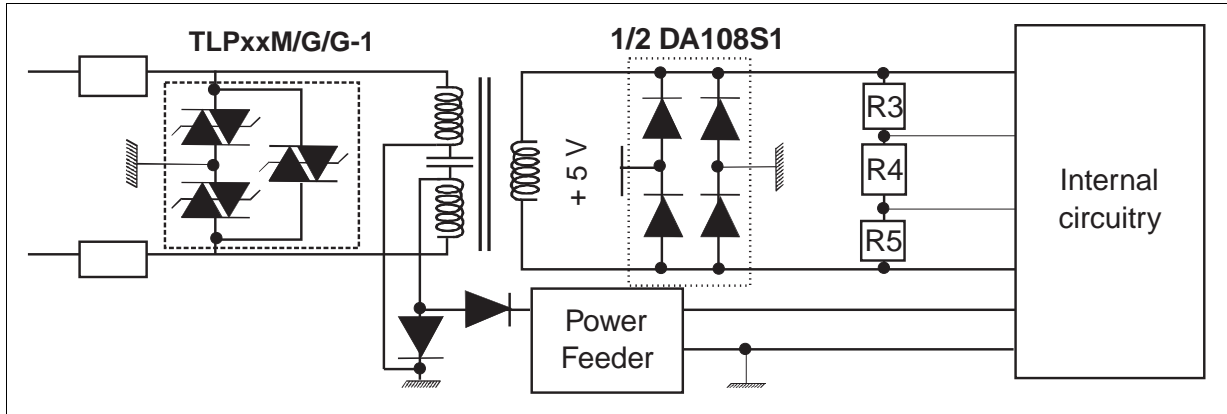 TLPxxM/G/G-1
1/2 DA108S1
+ 5 V
R3
R4
R5
Internal
circuitry
Power
Feeder